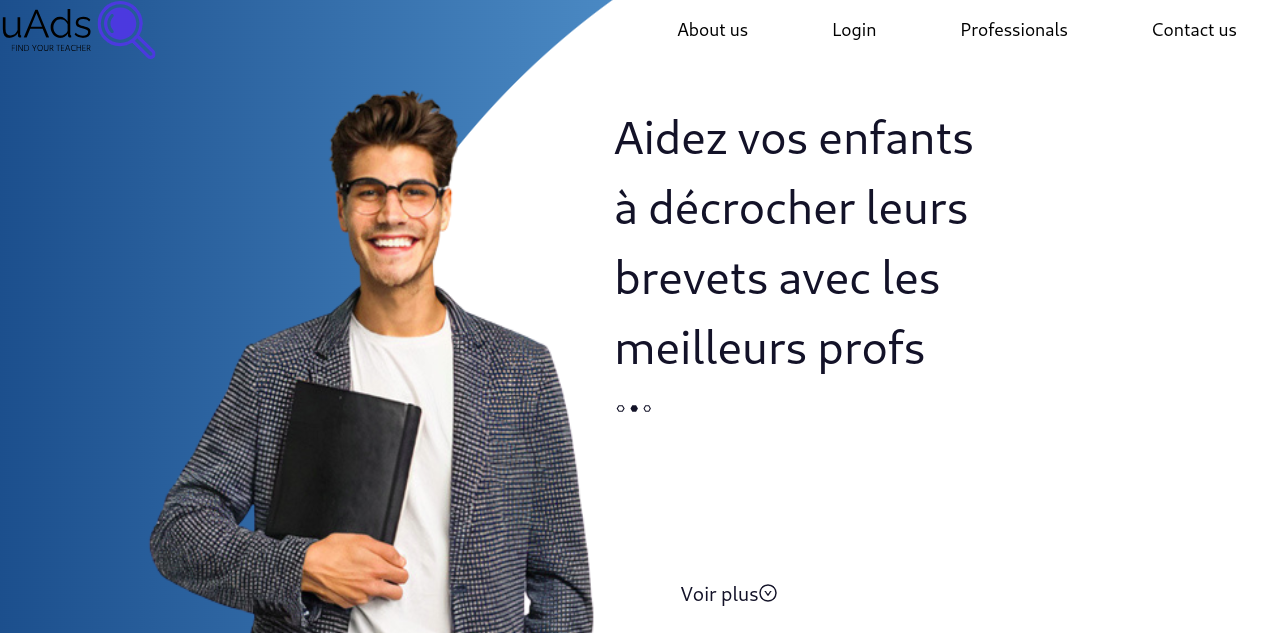 uAds
FIND YOUR TEACHER
About us Login Professionals Contact us
Aidez vos enfants
à décrocher leurs
brevets avec les
meilleurs profs
Voir plus